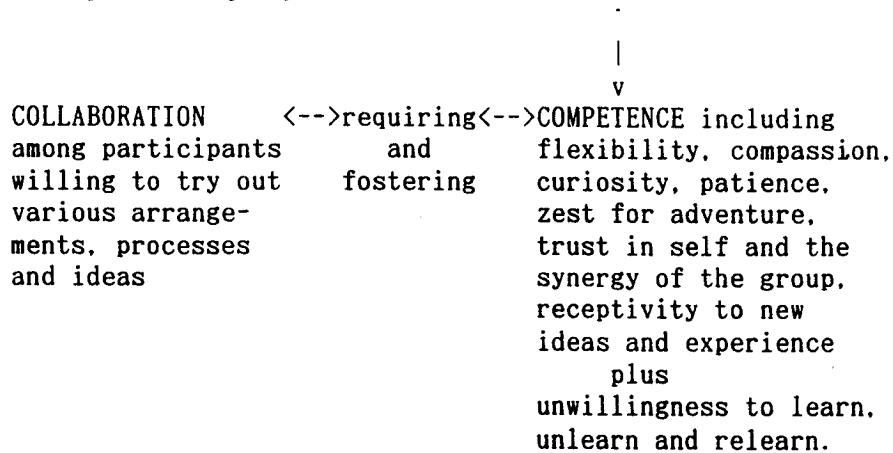 |
v
COLLABORATION <-->requiring<-->COMPETENCE including
among participants and flexibility, compassion,
willing to try out fostering curiosity, patience,
various arrange- zest for adventure,
ments, processes trust in self and the
and ideas synergy of the group,
receptivity to new
ideas and experience
plus
unwillingness to learn,
unlearn and relearn.